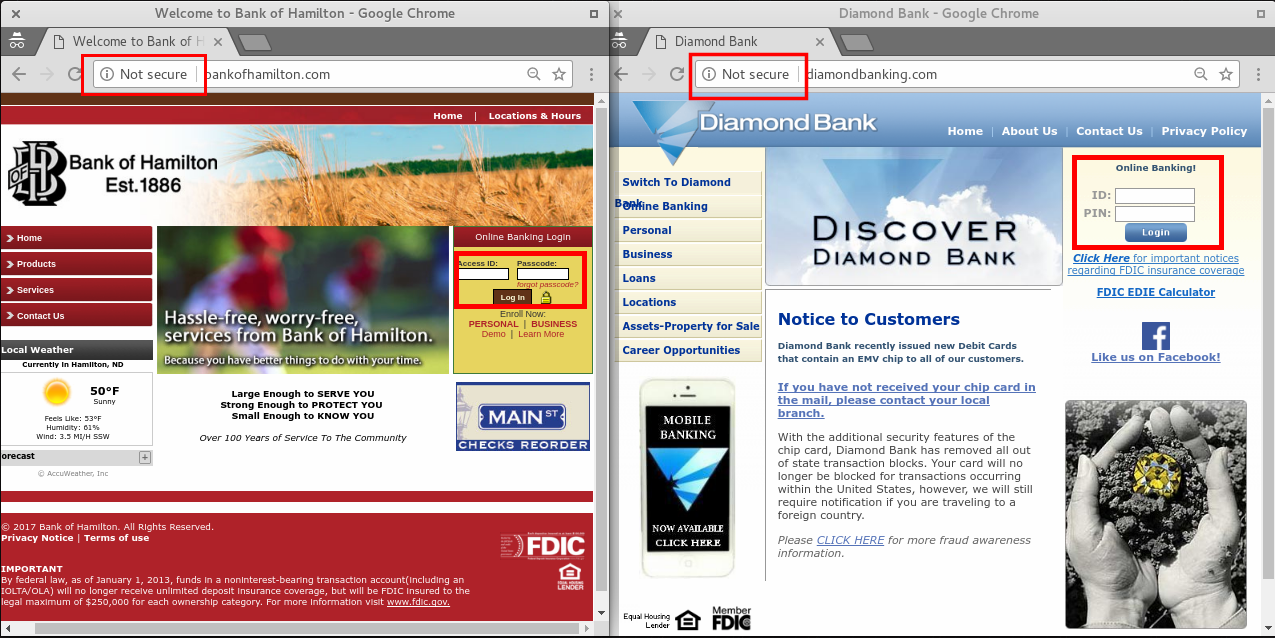 Welcome to Bank of Hamilton - Google Chrome
Welcome to Bank of H
Not secure
bankofhamilton.com
Home | Locations & Hours
Bank of Hamilton
Est.1886
Home
Products
Services
Contact Us
Local Weather
Currently in Hamilton, ND
50°F
Sunny
Feels Like: 53°F
Humidity: 61%
Wind: 3.5 MI/H SSW
orecast
© AccuWeather, Inc
Hassle-free, worry-free,
services from Bank of Hamilton.
Because you have better things to do with your time.
Online Banking Login
Access ID: Passcode:
forgot passcode?
Log In
Enroll Now:
PERSONAL | BUSINESS
Demo | Learn More
Large Enough to SERVE YOU
Strong Enough to PROTECT YOU
Small Enough to KNOW YOU
Over 100 Years of Service To The Community
MAIN ST
CHECKS REORDER
© 2017 Bank of Hamilton. All Rights Reserved.
Privacy Notice | Terms of use
FDIC
EQUAL HOUSING
LENDER
IMPORTANT
By federal law, as of January 1, 2013, funds in a noninterest-bearing transaction account(including an
IOLTA/OLA) will no longer receive unlimited deposit insurance coverage, but will be FDIC insured to the
legal maximum of $250,000 for each ownership category. For more information visit www.fdic.gov.
Diamond Bank - Google Chrome
Diamond Bank
Not secure
diamondbanking.com
Diamond Bank
Home | About Us | Contact Us | Privacy Policy
Switch To Diamond
Bank
Online Banking
Personal
Business
Loans
Locations
Assets-Property for Sale
Career Opportunities
MOBILE
BANKING
NOW AVAILABLE
CLICK HERE
Equal Housing
Lender
Member
FDIC
DISCOVER
DIAMOND BANK
Notice to Customers
Diamond Bank recently issued new Debit Cards
that contain an EMV chip to all of our customers.
If you have not received your chip card in
the mail, please contact your local
branch.
With the additional security features of the
chip card, Diamond Bank has removed all out
of state transaction blocks. Your card will no
longer be blocked for transactions occurring
within the United States, however, we will still
require notification if you are traveling to a
foreign country.
Please CLICK HERE for more fraud awareness
information.
Online Banking!
ID:
PIN:
Login
Click Here for important notices
regarding FDIC insurance coverage
FDIC EDIE Calculator
Like us on Facebook!